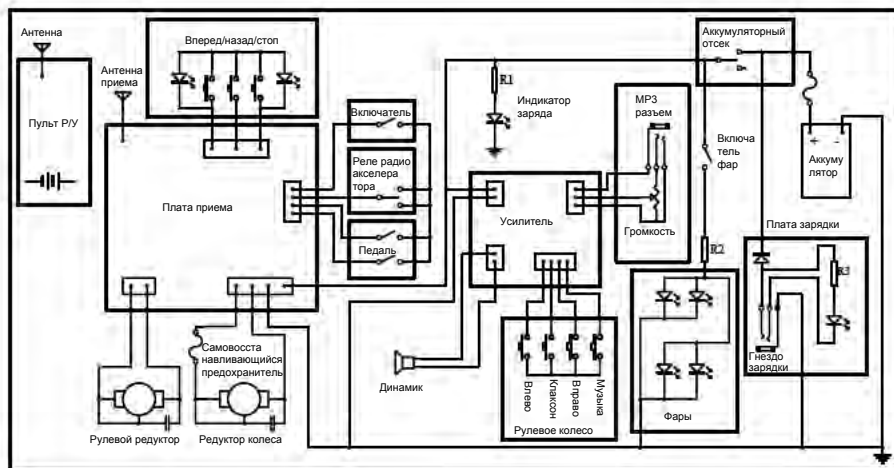 Антенна
Пульт Р/У
Антенна
приема
Вперед/назад/стоп
Плата приема
Включатель
Реле радио
акселера
тора
Педаль
R1
Индикатор
заряда
Усилитель
MP3
разъем
Громкость
Аккумуляторный
отсек
Включа
тель
фар
+ -
Аккуму
лятор
Плата зарядки
R2
R3
Гнездо
зарядки
Самовосста
навливающийся
предохранитель
Рулевой редуктор
Редуктор колеса
Динамик
Влево
Клаксон
Вправо
Музыка
Рулевое колесо
Фары